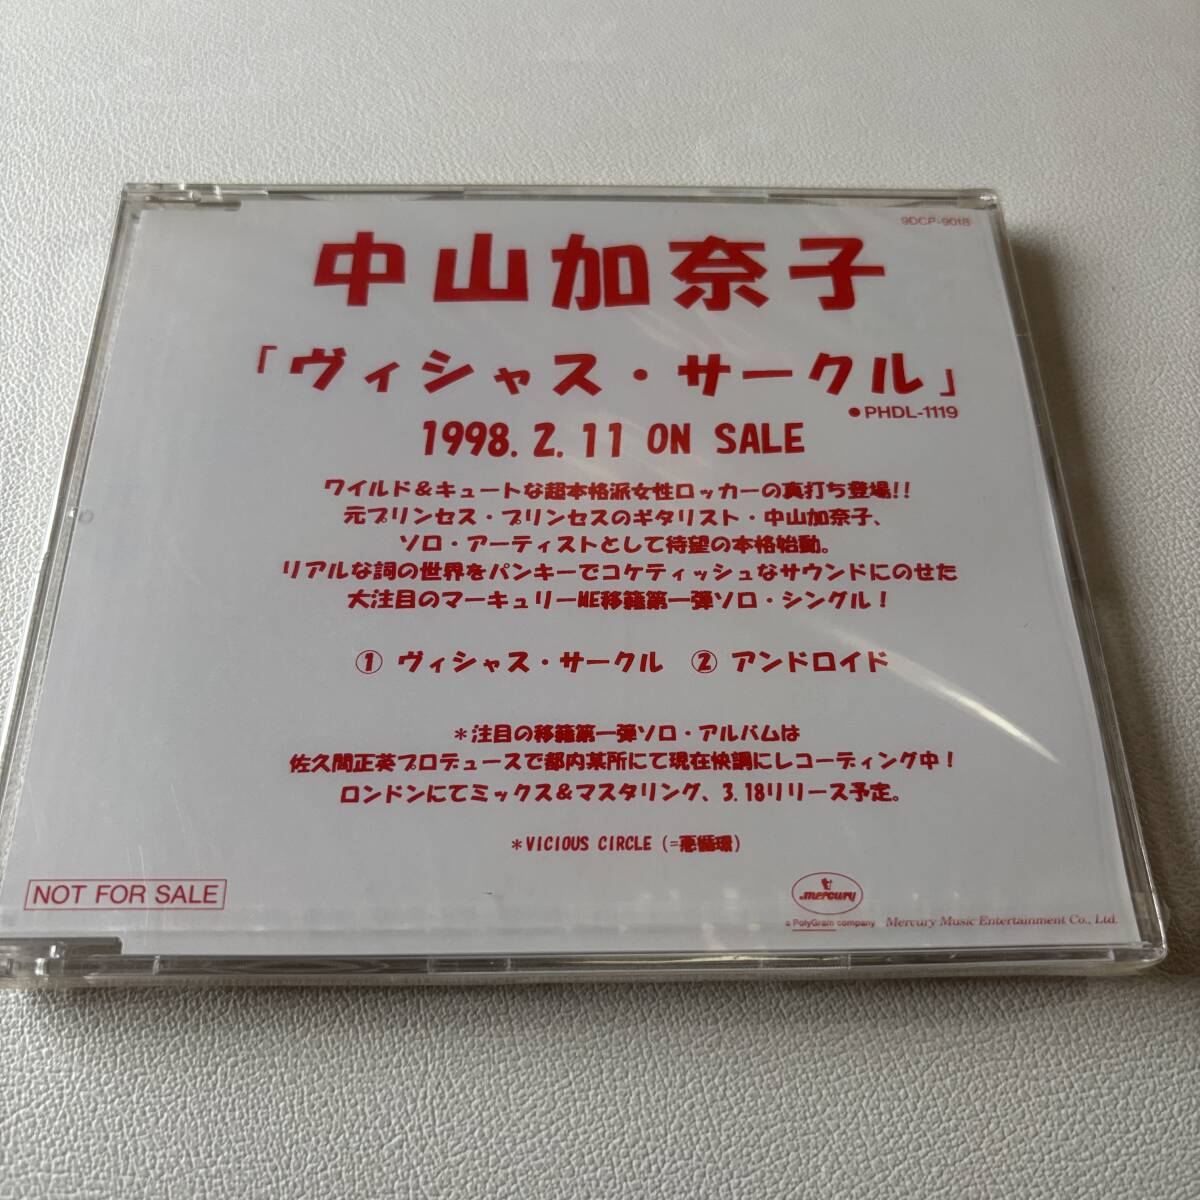 9DCP-9018
中山加奈子
「ヴィシャス・サークル」
●PHDL-1119
1998. 2. 11 ON SALE
ワイルド&キュートな超本格派女性ロッカーの真打ち登場!!
元プリンセス・プリンセスのギタリスト・中山加奈子、
ソロ・アーティストとして待望の本格始動。
リアルな詞の世界をパンキーでコケティッシュなサウンドにのせた
大注目のマーキュリーME移籍第一弾ソロ・シングル!
① ヴィシャス・サークル ② アンドロイド
*注目の移籍第一弾ソロ・アルバムは
佐久間正英プロデュースで都内某所にて現在快調にレコーディング中!
ロンドンにてミックス&マスタリング、3.18リリース予定。
*VICIOUS CIRCLE (=悪循環)
NOT FOR SALE
mercury
a PolyGram company Mercury Music Entertainment Co., Ltd.